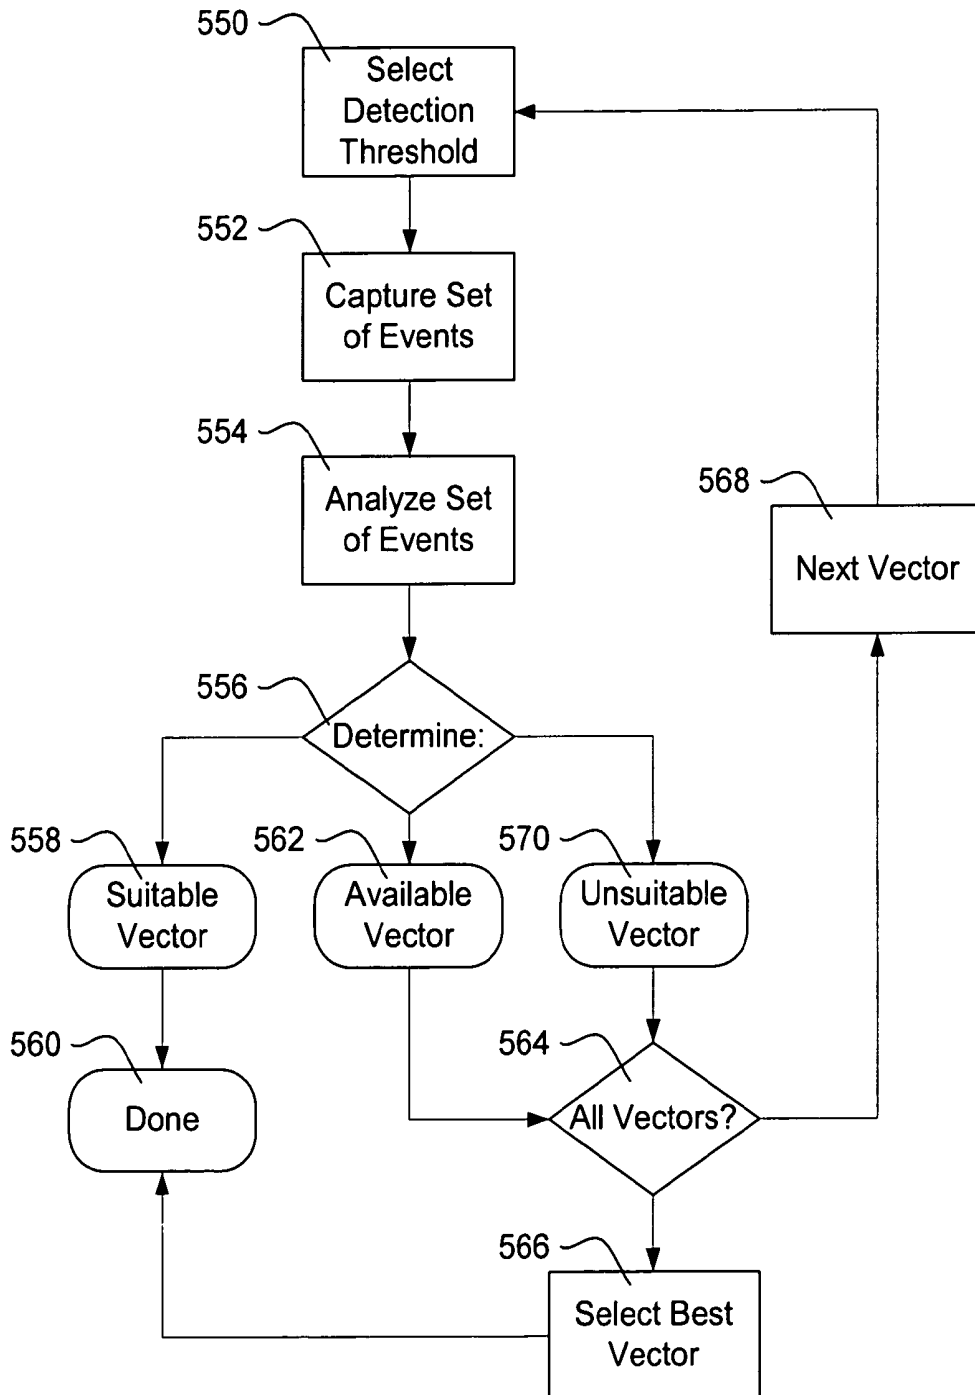 550
Select
Detection
Threshold
552
Capture Set
of Events
554
Analyze Set
of Events
568
Next Vector
556
Determine:
558
Suitable
Vector
562
Available
Vector
570
Unsuitable
Vector
560
Done
564
All Vectors?
566
Select Best
Vector